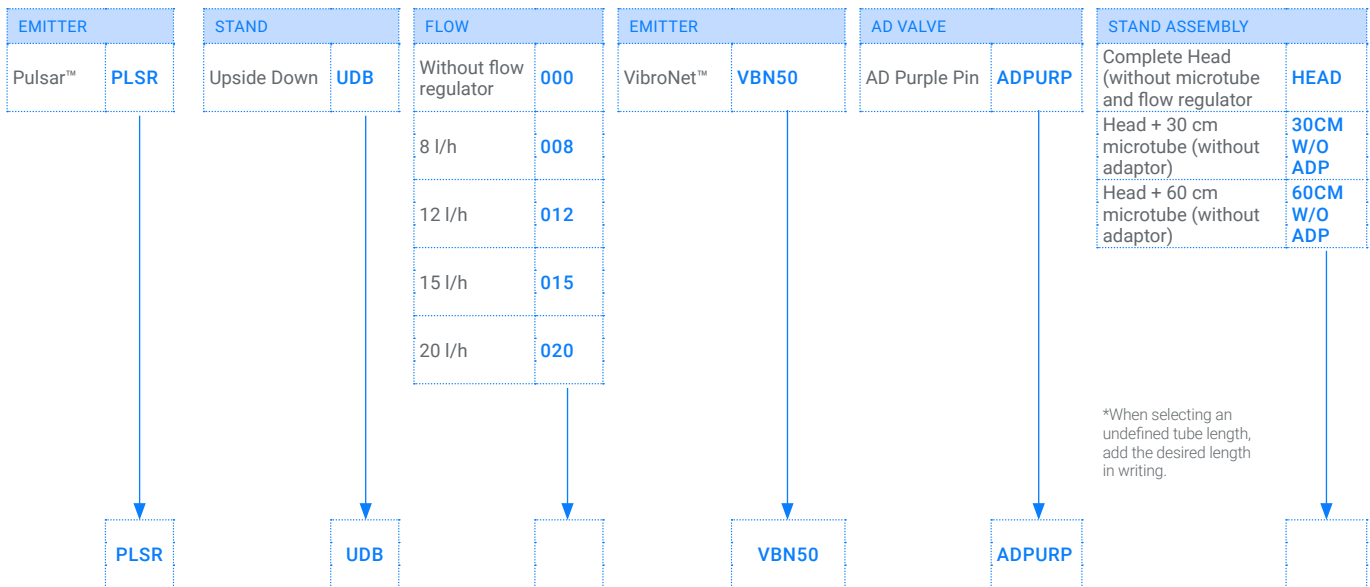 EMITTER
Pulsar™ PLSR
STAND
Upside Down UDB
FLOW
Without flow
regulator 000
8 l/h 008
12 l/h 012
15 l/h 015
20 l/h 020
EMITTER
VibroNet™ VBN50
AD VALVE
AD Purple Pin ADPURP
STAND ASSEMBLY
Complete Head
(without microtube
and flow regulator
HEAD
Head + 30 cm
microtube (without
adaptor)
30CM
W/O
ADP
Head + 60 cm
microtube (without
adaptor)
60CM
W/O
ADP
*When selecting an
undefined tube length,
add the desired length
in writing.
PLSR UDB VBN50 ADPURP